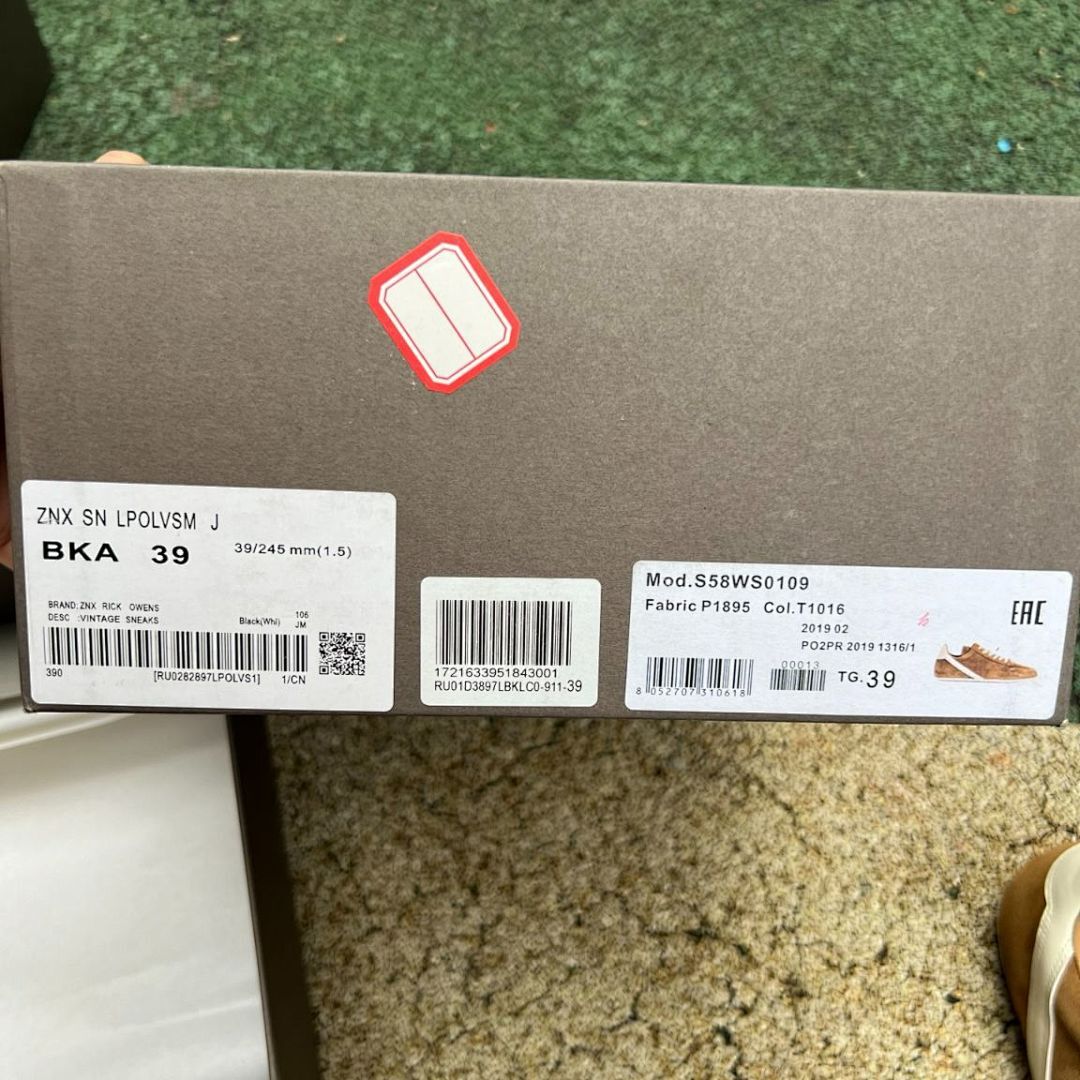 ZNX SN LPOLVSM J
BKA 39 39/245 mm(1.5)
BRAND:ZNX RICK OWENS
DESC :VINTAGE SNEAKS Black(Whi) 106
JM
390 [RU0282897LPOLVS1] 1/CN
1721633951843001
RU01D3897LBKLC0-911-39
Mod.S58WS0109
Fabric P1895 Col.T1016
2019 02
PO2PR 2019 1316/1
EAC
00013
8 052707 310618
TG. 39